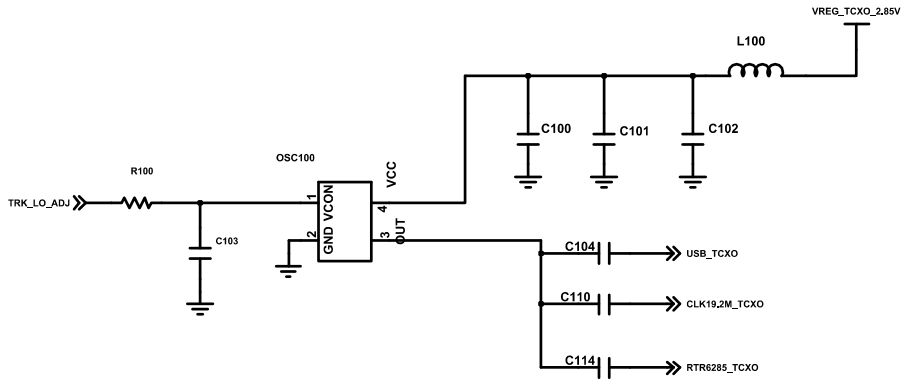 VREG_TCXO_2.85V
L100
C100
C101
C102
OSC100
VCC
R100
TRK_LO_ADJ
1
VCON
4
2
GND
3
OUT
C103
C104
USB_TCXO
C110
CLK19.2M_TCXO
C114
RTR6285_TCXO